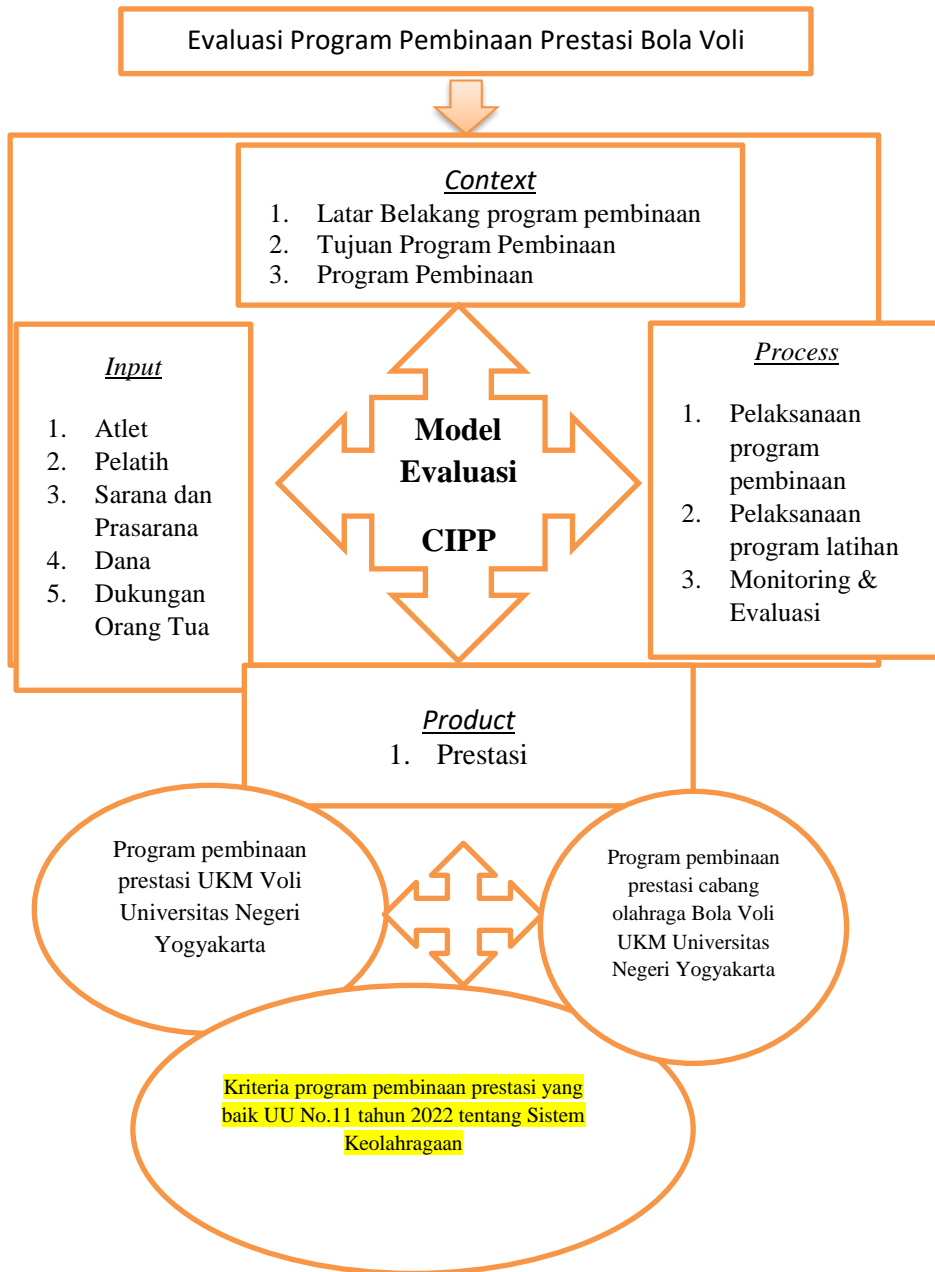 Evaluasi Program Pembinaan Prestasi Bola Voli
Context
1. Latar Belakang program pembinaan
2. Tujuan Program Pembinaan
3. Program Pembinaan
Input
1. Atlet
2. Pelatih
3. Sarana dan
Prasarana
4. Dana
5. Dukungan
Orang Tua
Model
Evaluasi
CIPP
Process
1. Pelaksanaan
program
pembinaan
2. Pelaksanaan
program latihan
3. Monitoring &
Evaluasi
Product
1. Prestasi
Program pembinaan
prestasi UKM Voli
Universitas Negeri
Yogyakarta
Program pembinaan
prestasi cabang
olahraga Bola Voli
UKM Universitas
Negeri Yogyakarta
Kriteria program pembinaan prestasi yang
baik UU No.11 tahun 2022 tentang Sistem
Keolahragaan